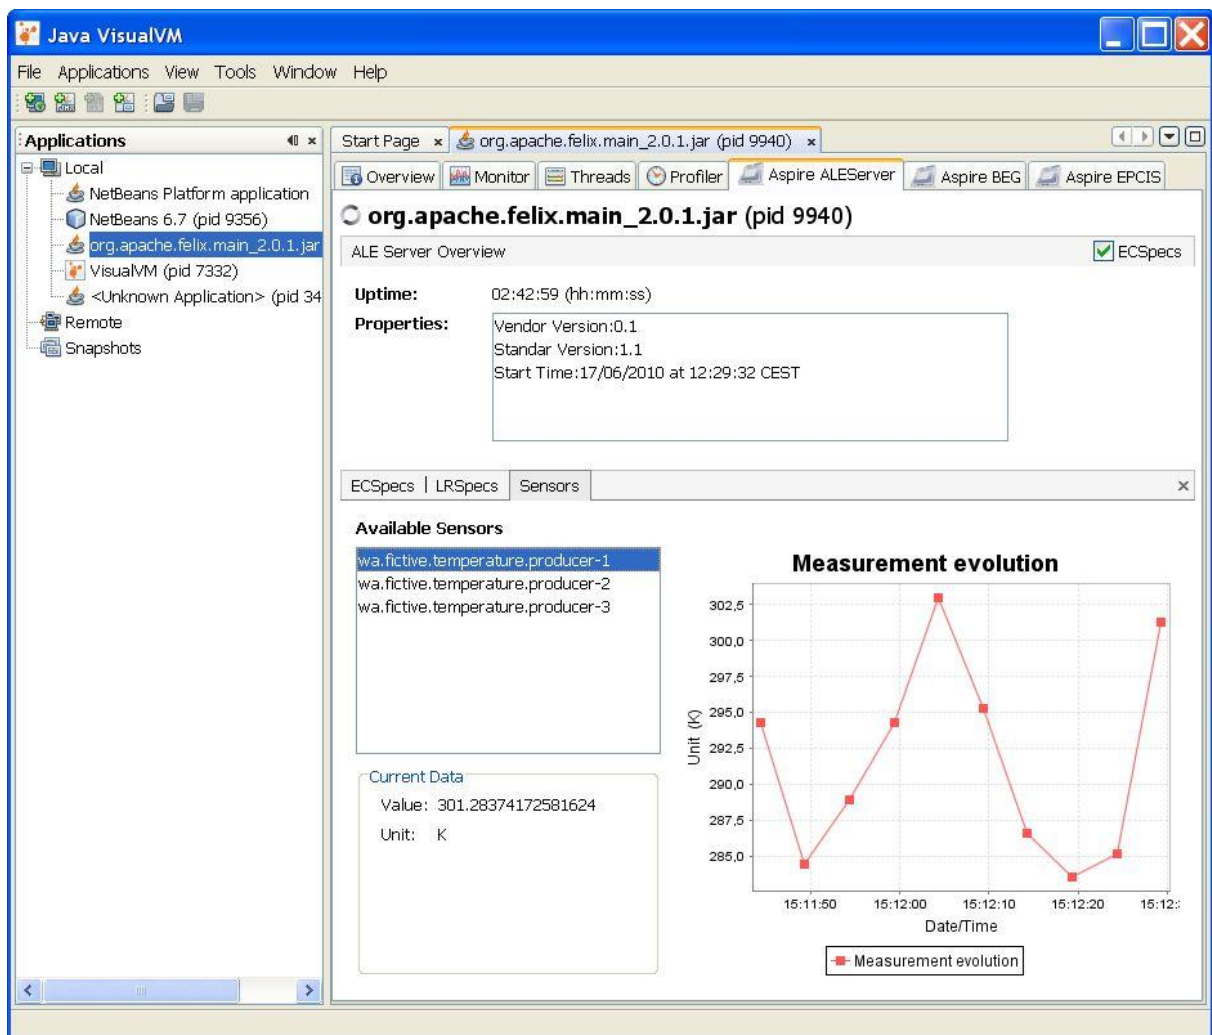 Java VisualVM
File Applications View Tools Window Help
Applications
Local
NetBeans Platform application
NetBeans 6.7 (pid 9356)
org.apache.felix.main_2.0.1.jar
VisualVM (pid 7332)
<Unknown Application> (pid 34
Remote
Snapshots
Start Page org.apache.felix.main_2.0.1.jar (pid 9940)
Overview Monitor Threads Profiler Aspire ALEServer Aspire BEG Aspire EPCIS
org.apache.felix.main_2.0.1.jar (pid 9940)
ALE Server Overview ECSpecs
Uptime: 02:42:59 (hh:mm:ss)
Properties: Vendor Version:0.1
Standar Version:1.1
Start Time:17/06/2010 at 12:29:32 CEST
ECSpecs | LRSpecs Sensors
Available Sensors
wa.fictive.temperature.producer-1
wa.fictive.temperature.producer-2
wa.fictive.temperature.producer-3
Current Data
Value: 301.28374172581624
Unit: K
Measurement evolution
302,5
300,0
297,5
295,0
292,5
290,0
287,5
285,0
Unit (K)
15:11:50 15:12:00 15:12:10 15:12:20 15:12:
Date/Time
Measurement evolution